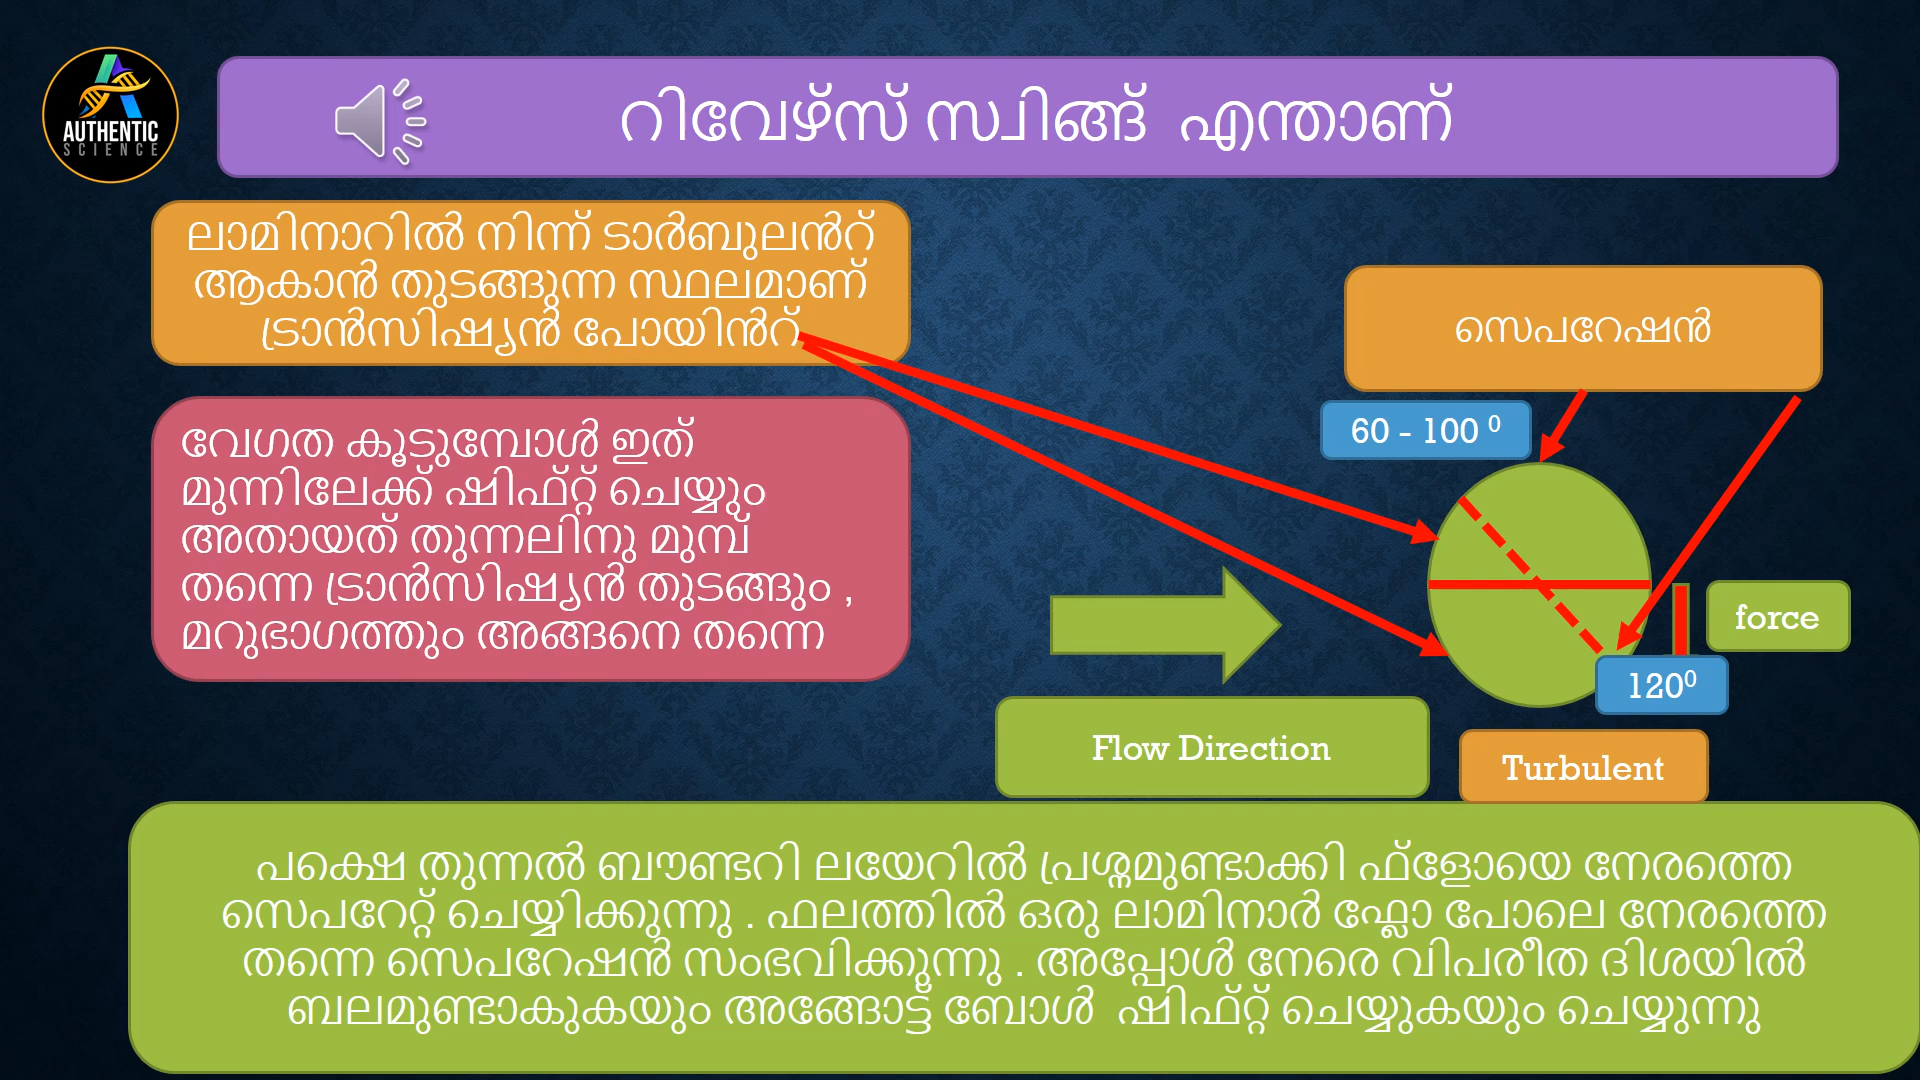 AUTHENTIC
SCIENCE
റിവേഴ്സ് സ്വിങ്ങ് എന്താണ്
ലാമിനാറിൽ നിന്ന് ടാർബുലൻറ്
ആകാൻ തുടങ്ങുന്ന സ്ഥലമാണ്
ട്രാൻസിഷ്യൻ പോയിൻറ്
സെപറേഷൻ
60 - 100 ⁰
വേഗത കൂടുമ്പോൾ ഇത്
മുന്നിലേക്ക് ഷിഫ്റ്റ് ചെയ്യും
അതായത് തുന്നലിനു മുമ്പ്
തന്നെ ട്രാൻസിഷ്യൻ തുടങ്ങും ,
മറുഭാഗത്തും അങ്ങനെ തന്നെ
force
120⁰
Flow Direction
Turbulent
പക്ഷെ തുന്നൽ ബൗണ്ടറി ലയേറിൽ പ്രശ്നമുണ്ടാക്കി ഫ്ളോയെ നേരത്തെ
സെപറേറ്റ് ചെയ്യിക്കുന്നു . ഫലത്തിൽ ഒരു ലാമിനാർ ഫ്ലോ പോലെ നേരത്തെ
തന്നെ സെപറേഷൻ സംഭവിക്കൂന്നു . അപ്പോൾ നേരെ വിപരീത ദിശയിൽ
ബലമുണ്ടാകുകയും അങ്ങോട്ട് ബോൾ ഷിഫ്റ്റ് ചെയ്യുകയും ചെയ്യുന്നു